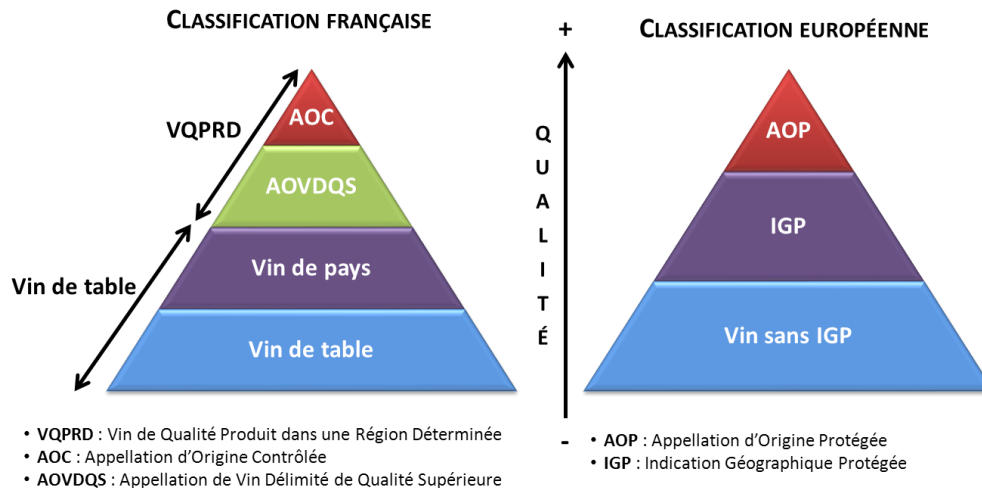 CLASSIFICATION FRANÇAISE
VQPRD
Vin de table
AOC
AOVDQS
Vin de pays
Vin de table
• VQPRD : Vin de Qualité Produit dans une Région Déterminée
• AOC : Appellation d'Origine Contrôlée
• AOVDQS : Appellation de Vin Délimité de Qualité Supérieure
+
QUALITÉ
-
CLASSIFICATION EUROPÉENNE
AOP
IGP
Vin sans IGP
• AOP : Appellation d'Origine Protégée
• IGP : Indication Géographique Protégée